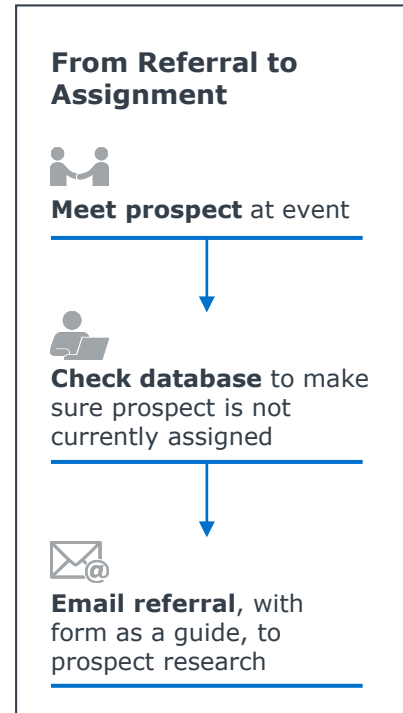 From Referral to
Assignment
Meet prospect at event
Check database to make
sure prospect is not
currently assigned
@
Email referral, with
form as a guide, to
prospect research